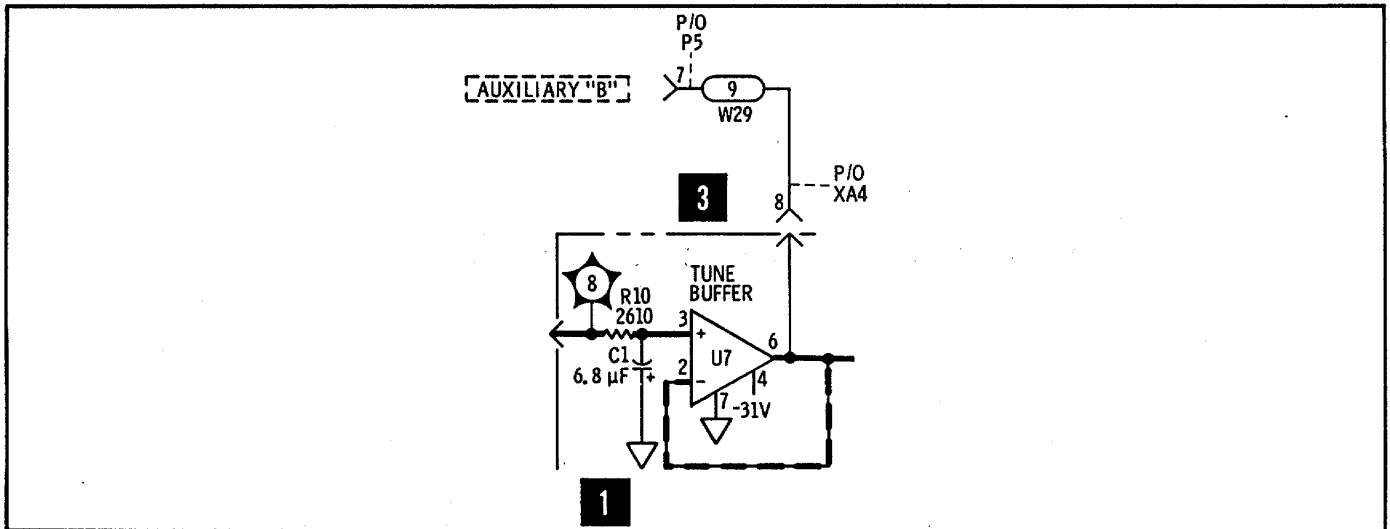 P/O
P5
AUXILIARY "B"
7
9
W29
P/O
XA4
8
3
8
R10
2610
TUNE
BUFFER
3
+
6
U7
C1
6.8 µF
+
2
-
4
7
-31V
1